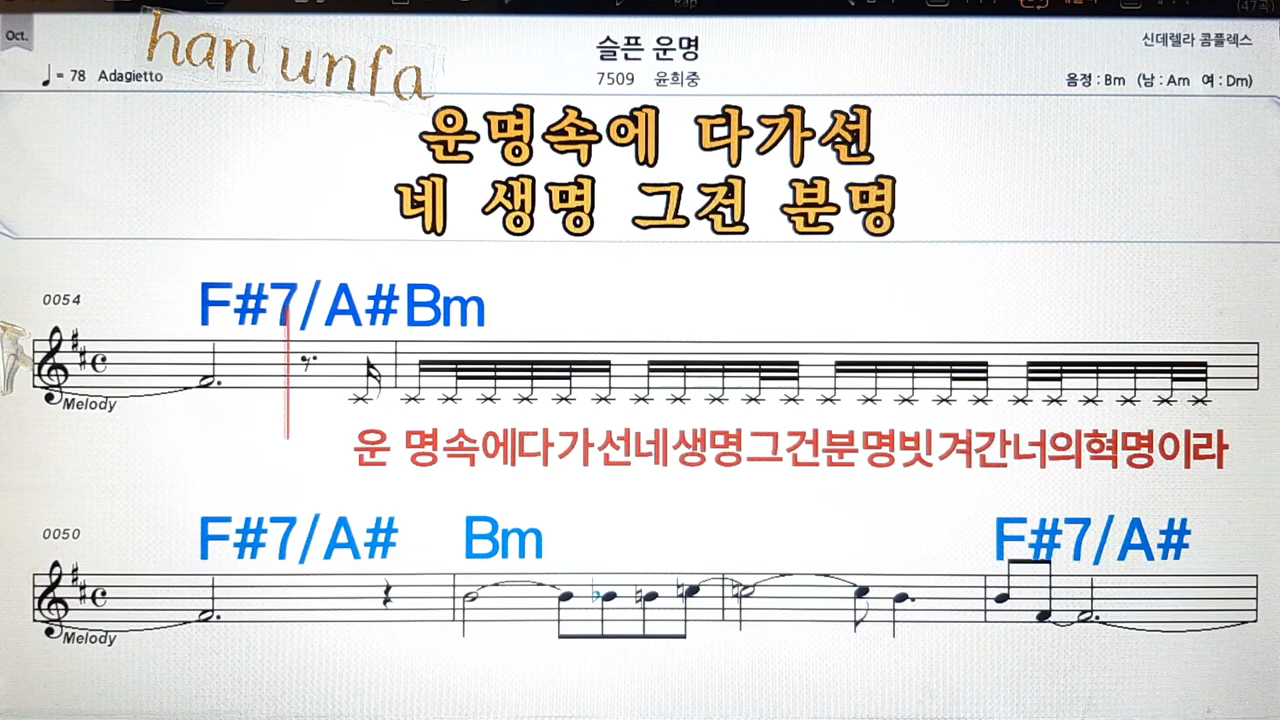 Oct.
han unfa
슬픈 운명
신데렐라 콤플렉스
= 78 Adagietto
7509 윤희중
음정 : Bm (남 : Am 여 : Dm)
운명속에 다가선
네 생명 그건 분명
0054
F#7/A# Bm
Melody
운 명속에다가선네생명그건분명빗겨간너의혁명이라
0050
F#7/A# Bm F#7/A#
Melody